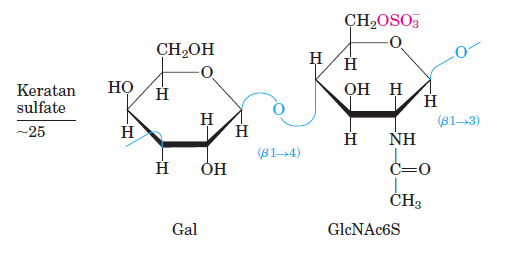 CH₂OSO₃⁻
CH₂OH
O
O
O
H
H
Keratan
sulfate
HO
H
OH
H
H
~25
H
H
H
O
(β1→3)
(β1→4)
H
NH
H
OH
C=O
CH₃
Gal
GlcNAc6S